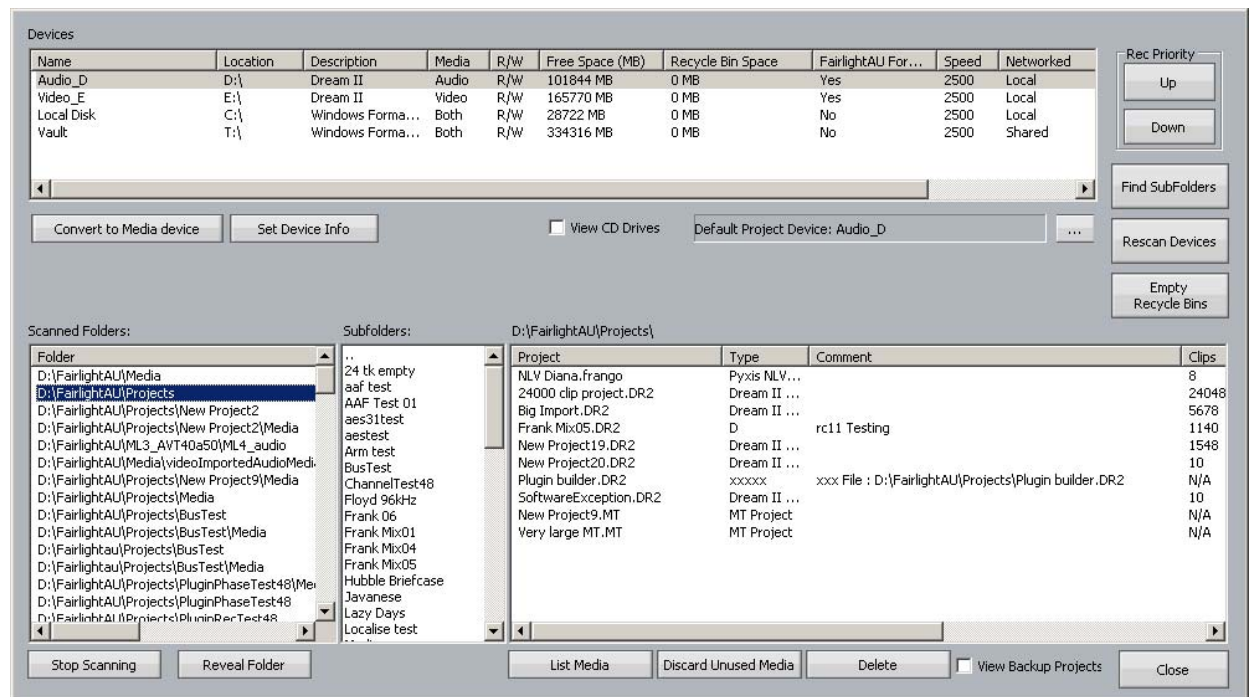 Devices
Name Location Description Media R/W Free Space (MB) Recycle Bin Space FairlightAU For... Speed Networked
Audio_D D:\ Dream II Audio R/W 101844 MB 0 MB Yes 2500 Local
Video_E E:\ Dream II Video R/W 165770 MB 0 MB Yes 2500 Local
Local Disk C:\ Windows Forma... Both R/W 28722 MB 0 MB No 2500 Local
Vault T:\ Windows Forma... Both R/W 334316 MB 0 MB No 2500 Shared
Rec Priority
Up
Down
Find SubFolders
Rescan Devices
Empty
Recycle Bins
Convert to Media device Set Device Info View CD Drives Default Project Device: Audio_D ...
Scanned Folders:
Folder
D:\FairlightAU\Media
D:\FairlightAU\Projects
D:\FairlightAU\Projects\New Project2
D:\FairlightAU\Projects\New Project2\Media
D:\FairlightAU\ML3_AVT40a50\ML4_audio
D:\FairlightAU\Media\videoImportedAudioMedi
D:\FairlightAU\Projects\New Project9\Media
D:\FairlightAU\Projects\Media
D:\FairlightAU\Projects\BusTest
D:\FairlightAU\Projects\BusTest\Media
D:\Fairlightau\Projects\BusTest
D:\Fairlightau\Projects\BusTest\Media
D:\FairlightAU\Projects\PluginPhaseTest48\Me
D:\FairlightAU\Projects\PluginPhaseTest48
D:\FairlightAU\Projects\PluginRecTest48
Subfolders:
..
24 tk empty
aaf test
AAF Test 01
aes31test
aestest
Arm test
BusTest
ChannelTest48
Floyd 96kHz
Frank 06
Frank Mix01
Frank Mix04
Frank Mix05
Hubble Briefcase
Javanese
Lazy Days
Localise test
D:\FairlightAU\Projects\
Project Type Comment Clips
NLV Diana.frango Pyxis NLV... 8
24000 clip project.DR2 Dream II ... 24048
Big Import.DR2 Dream II ... 5678
Frank Mix05.DR2 D rc11 Testing 1140
New Project19.DR2 Dream II ... 1548
New Project20.DR2 Dream II ... 10
Plugin builder.DR2 xxxxx xxx File : D:\FairlightAU\Projects\Plugin builder.DR2 N/A
SoftwareException.DR2 Dream II ... 10
New Project9.MT MT Project N/A
Very large MT.MT MT Project N/A
Stop Scanning Reveal Folder List Media Discard Unused Media Delete View Backup Projects Close